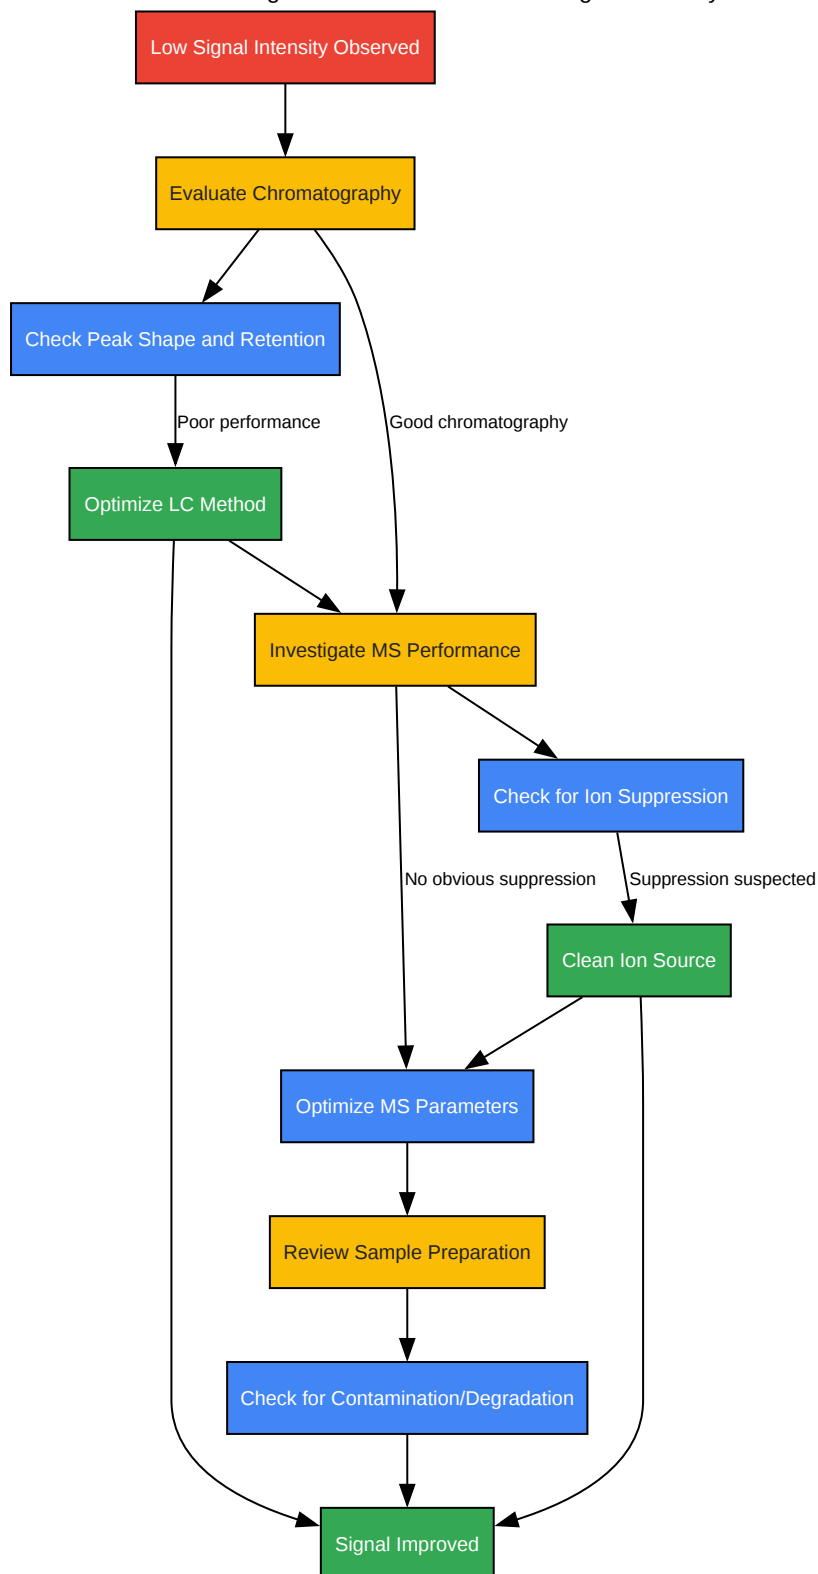 Low Signal Intensity Observed
Evaluate Chromatography
Check Peak Shape and Retention
Poor performance
Good chromatography
Optimize LC Method
Investigate MS Performance
Check for Ion Suppression
No obvious suppression
Suppression suspected
Clean Ion Source
Optimize MS Parameters
Review Sample Preparation
Check for Contamination/Degradation
Signal Improved